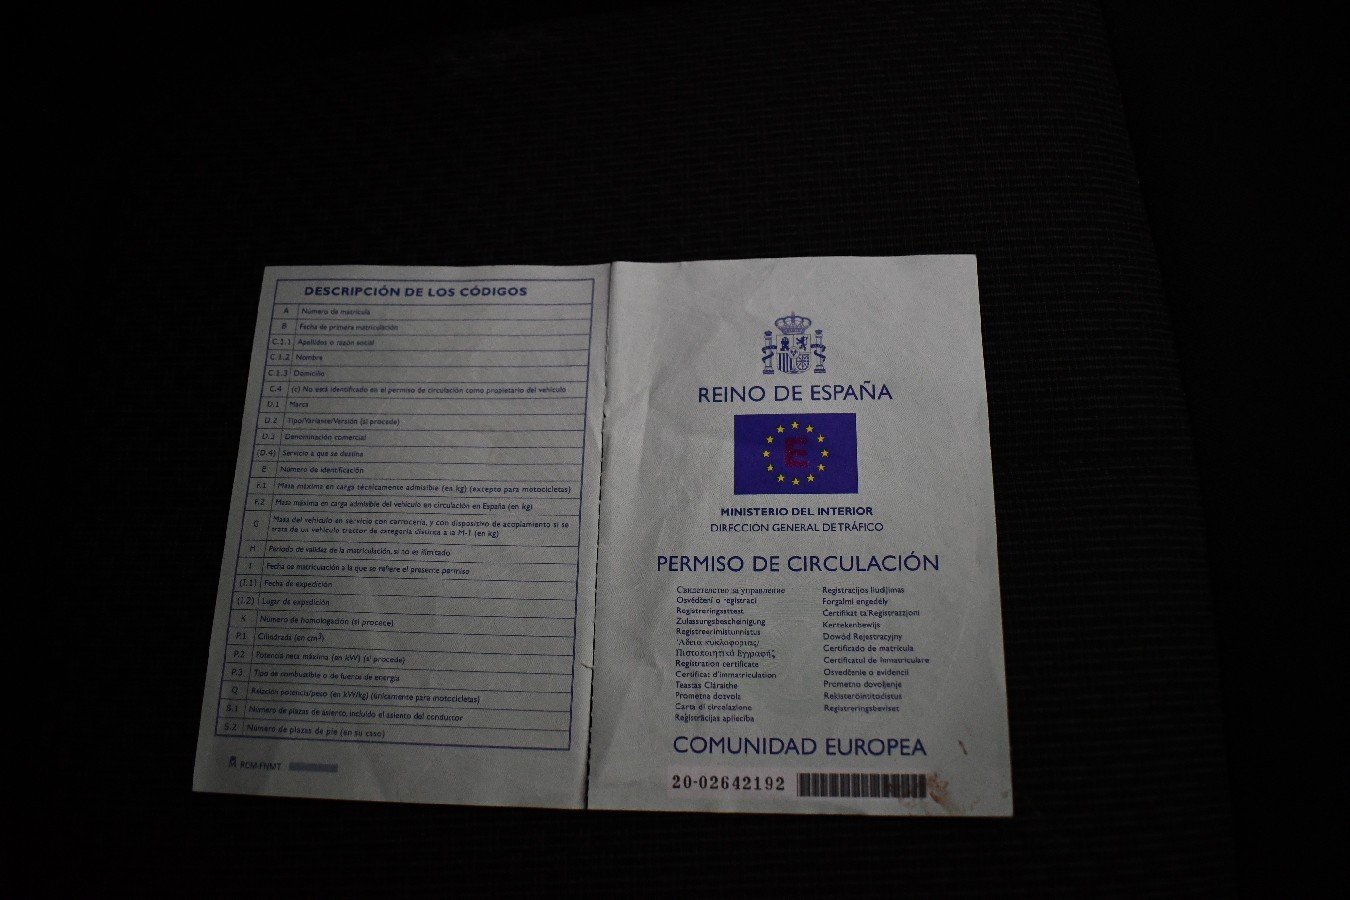 DESCRIPCIÓN DE LOS CÓDIGOS
A Número de matrícula
B Fecha de primera matriculación
C.1.1 Apellidos o razón social
C.1.2 Nombre
C.1.3 Domicilio
C.4 (c) No está identificado en el permiso de circulación como propietario del vehículo
D.1 Marca
D.2 Tipo/Variante/Versión (si procede)
D.3 Denominación comercial
(D.4) Servicio a que se destina
E Número de identificación
F.1 Masa máxima en carga técnicamente admisible (en kg) (excepto para motocicletas)
F.2 Masa máxima en carga admisible del vehículo en circulación en España (en kg)
G Masa del vehículo en servicio con carrocería, y con dispositivo de acoplamiento si se
trata de un vehículo tractor de categoría distinta a la M-1 (en kg)
H Período de validez de la matriculación, si no es ilimitado
I Fecha de matriculación a la que se refiere el presente permiso
(I.1) Fecha de expedición
(I.2) Lugar de expedición
K Número de homologación (si procede)
P.1 Cilindrada (en cm³)
P.2 Potencia neta máxima (en kW) (si procede)
P.3 Tipo de combustible o de fuente de energía
Q Relación potencia/peso (en kW/kg) (únicamente para motocicletas)
S.1 Número de plazas de asiento, incluido el asiento del conductor
S.2 Número de plazas de pie (en su caso)
RCM-FNMT
REINO DE ESPAÑA
E
MINISTERIO DEL INTERIOR
DIRECCIÓN GENERAL DE TRÁFICO
PERMISO DE CIRCULACIÓN
Свидетелство за управление
Osvědčení o registraci
Registreringsattest
Zulassungsbescheinigung
Registreerimistunnistus
Άδεια κυκλοφορίας/
Πιστοποιητικό Εγγραφής
Registration certificate
Certificat d'immatriculation
Teastas Cláraithe
Prometna dozvola
Carta di circolazione
Reģistrācijas apliecība
Registracijos liudijimas
Forgalmi engedély
Ċertifikat ta'Reġistrazzjoni
Kentekenbewijs
Dowód Rejestracyjny
Certificado de matrícula
Certificatul de înmatriculare
Osvedčenie o evidencii
Prometno dovoljenje
Rekisteröintitodistus
Registreringsbeviset
COMUNIDAD EUROPEA
20-02642192